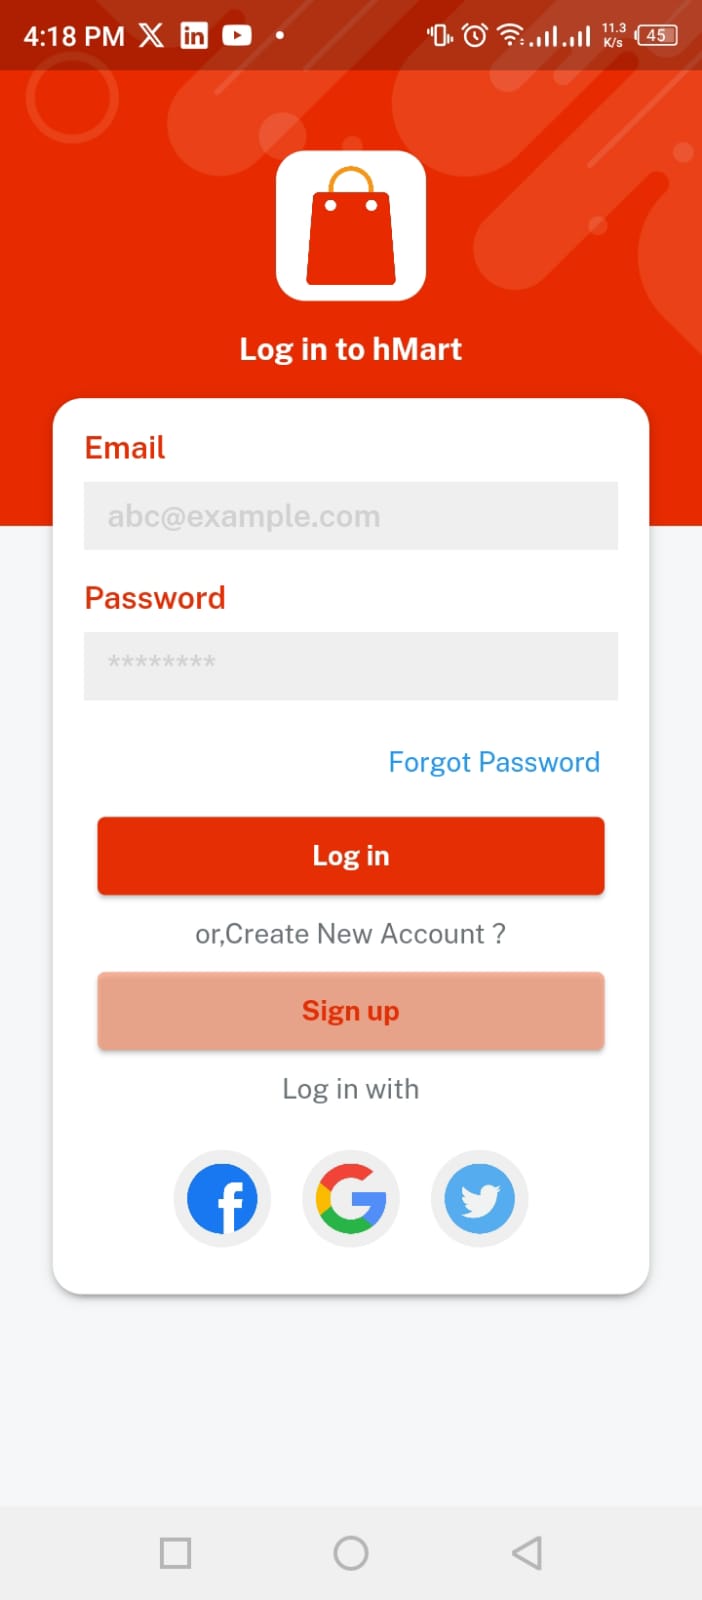 4:18 PM
11.3
K/s
45
Log in to hMart
Email
abc@example.com
Password
********
Forgot Password
Log in
or,Create New Account ?
Sign up
Log in with